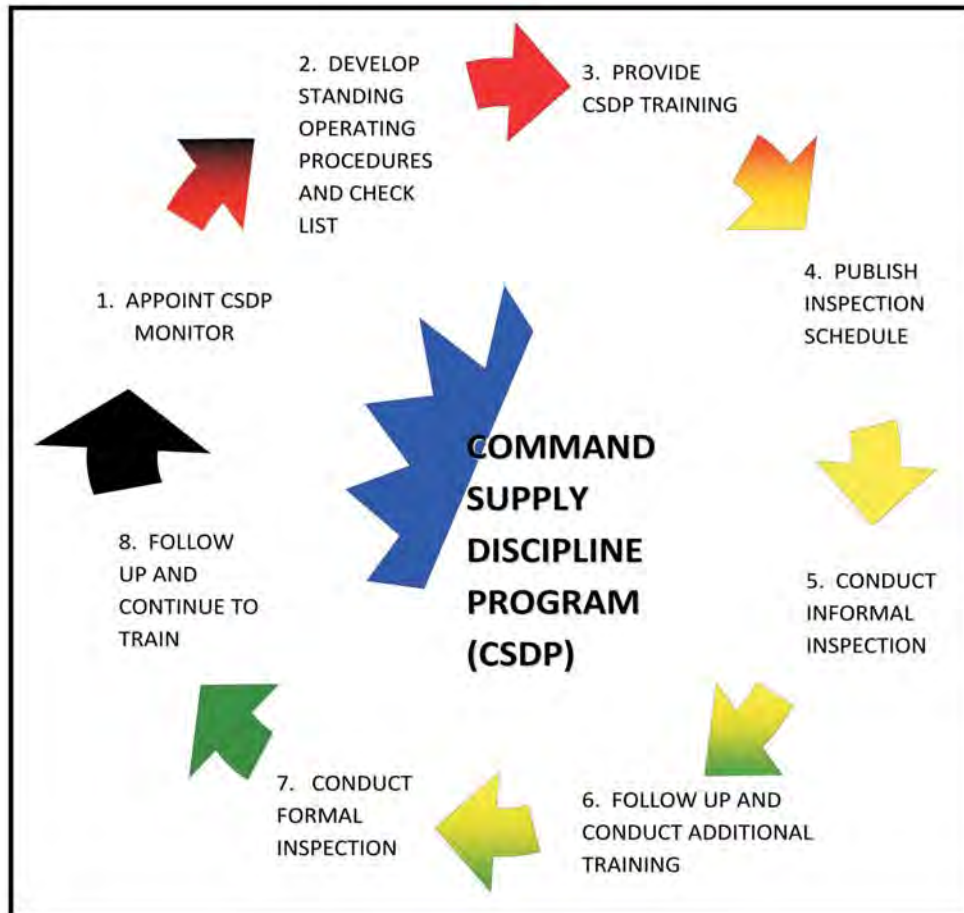 1. APPOINT CSDP
MONITOR
2. DEVELOP
STANDING
OPERATING
PROCEDURES
AND CHECK
LIST
3. PROVIDE
CSDP TRAINING
4. PUBLISH
INSPECTION
SCHEDULE
5. CONDUCT
INFORMAL
INSPECTION
6. FOLLOW UP AND
CONDUCT ADDITIONAL
TRAINING
7. CONDUCT
FORMAL
INSPECTION
8. FOLLOW
UP AND
CONTINUE TO
TRAIN
COMMAND
SUPPLY
DISCIPLINE
PROGRAM
(CSDP)